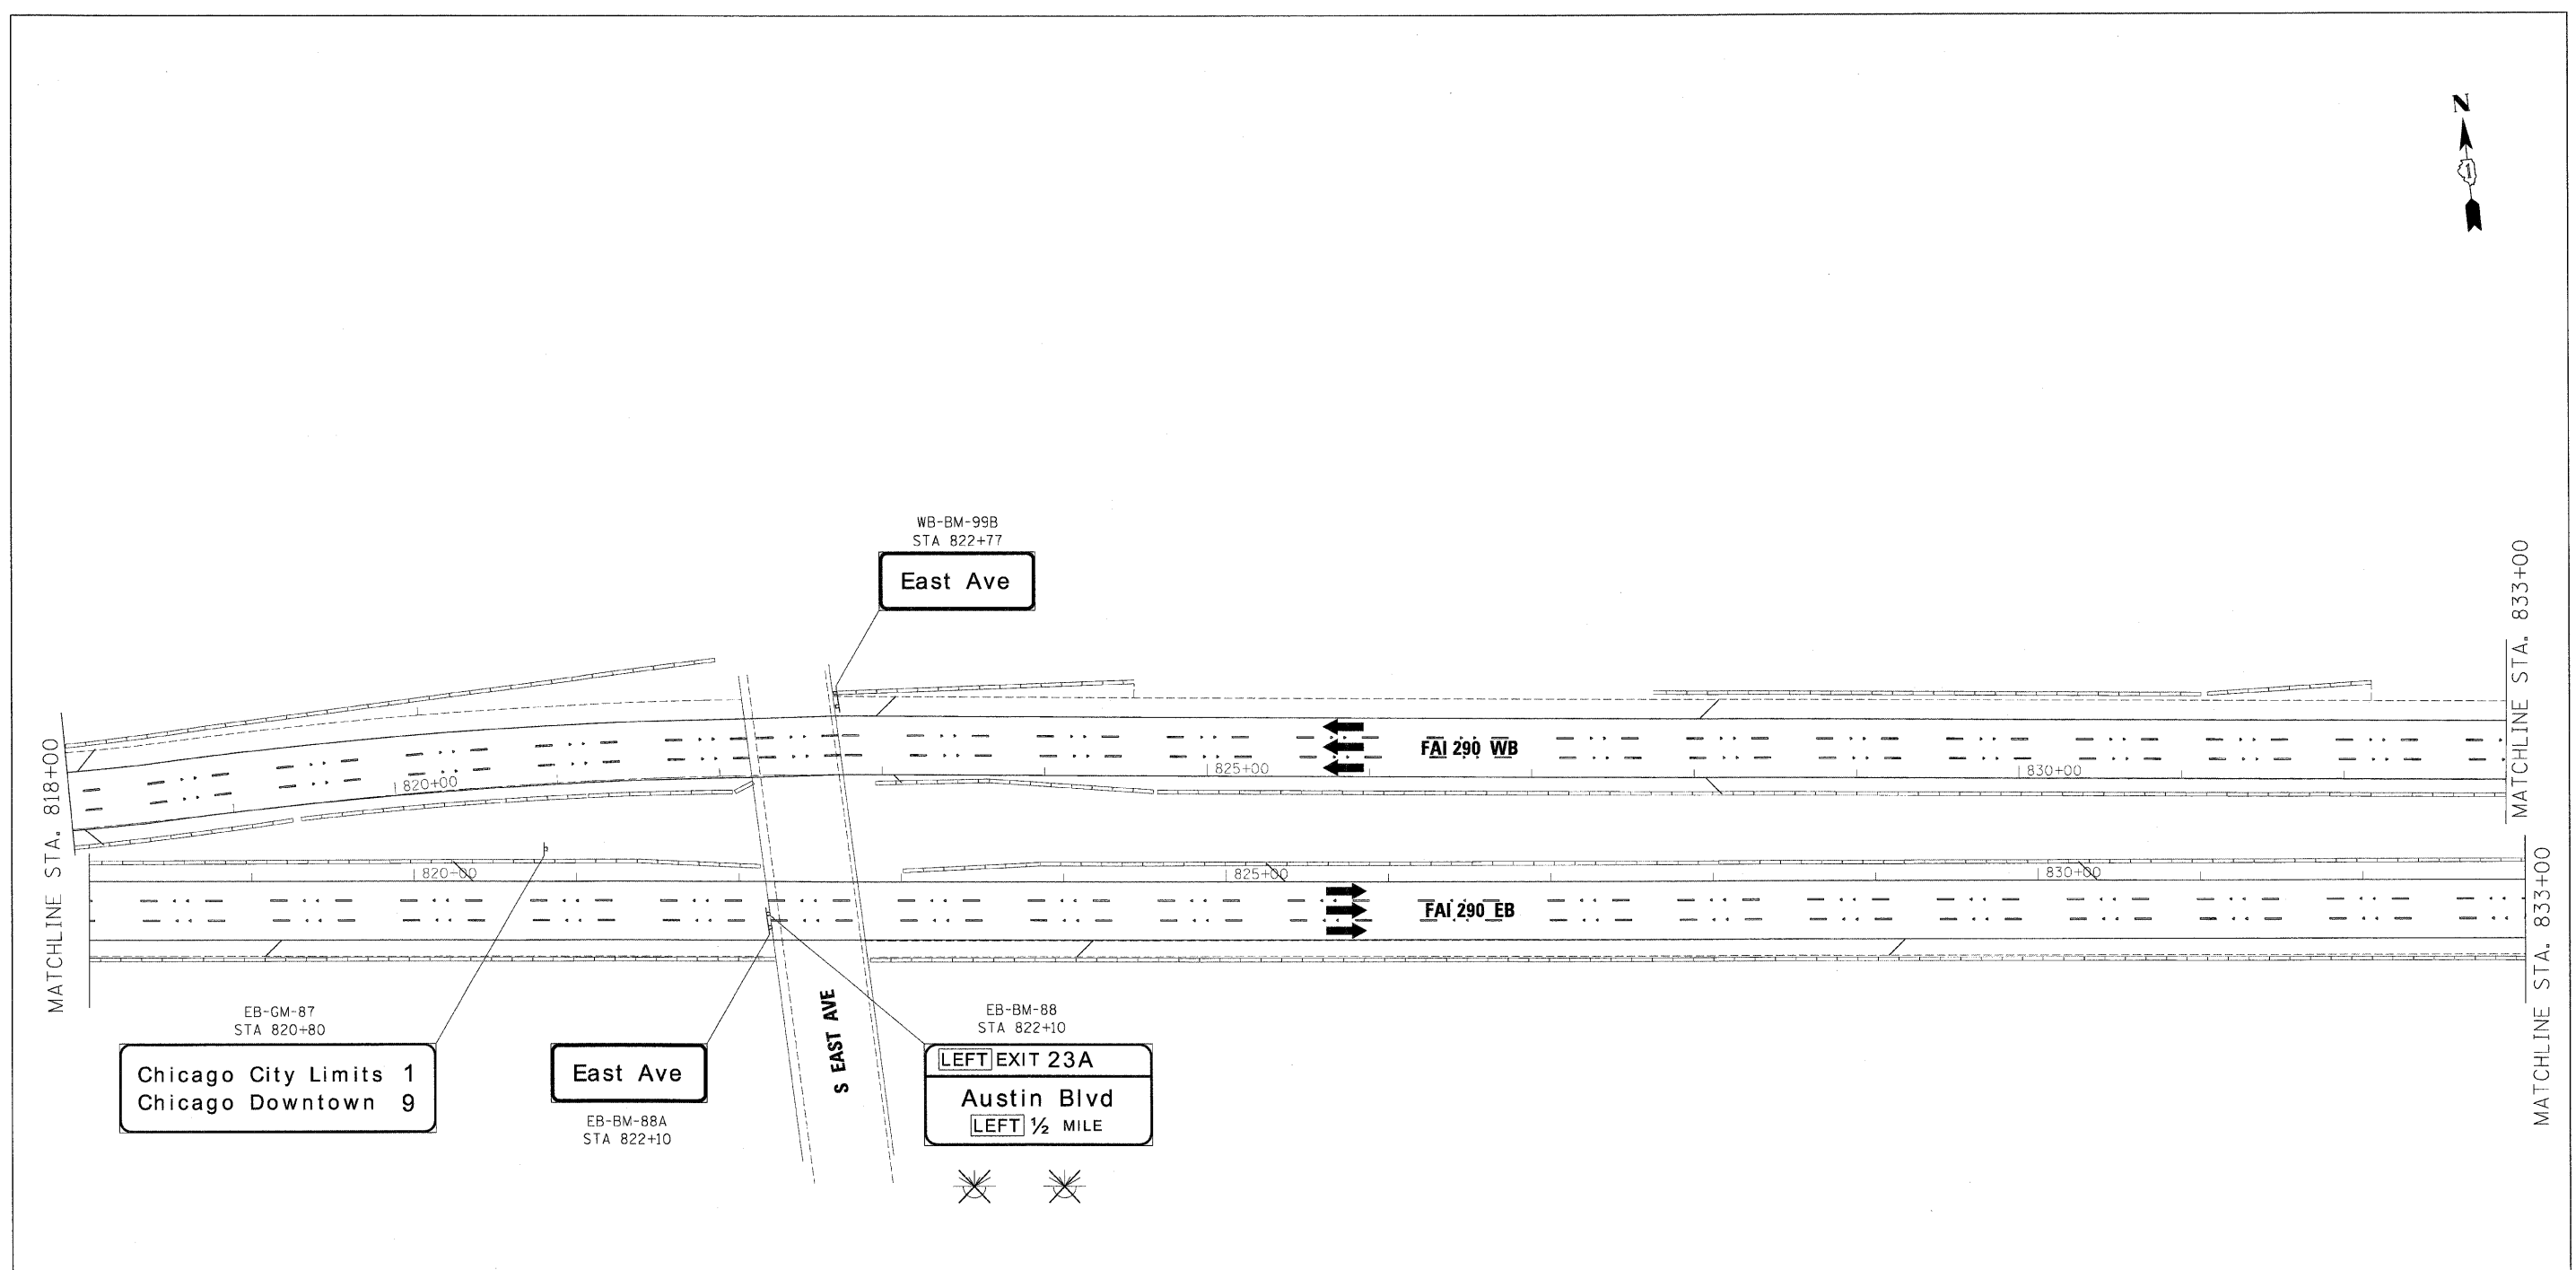 N
1
WB-BM-99B
STA 822+77
East Ave
MATCHLINE STA. 818+00
MATCHLINE STA. 833+00
820+00
825+00
830+00
FAI 290 WB
820+00
825+00
830+00
FAI 290 EB
MATCHLINE STA. 833+00
S EAST AVE
EB-GM-87
STA 820+80
Chicago City Limits 1
Chicago Downtown 9
East Ave
EB-BM-88A
STA 822+10
EB-BM-88
STA 822+10
LEFT EXIT 23A
Austin Blvd
LEFT ½ MILE